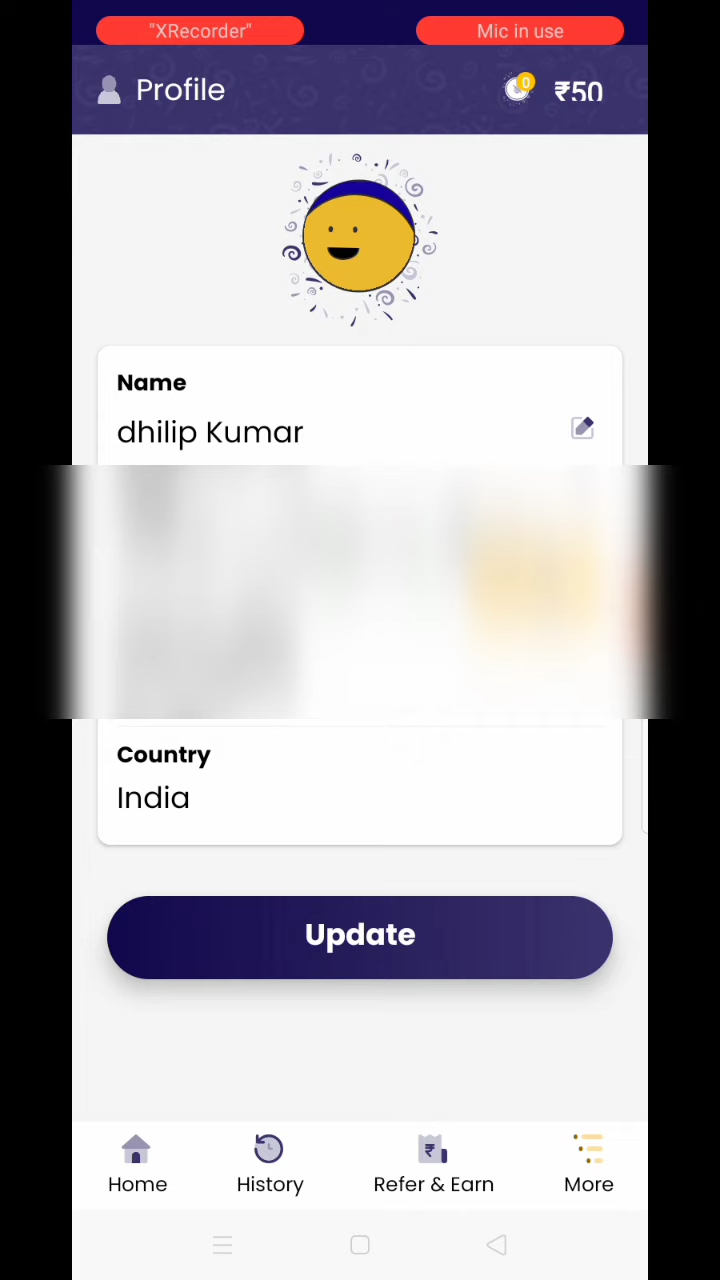 "XRecorder" Mic in use
Profile 0 ₹50
Name
dhilip Kumar
Country
India
Update
₹
Home History Refer & Earn More